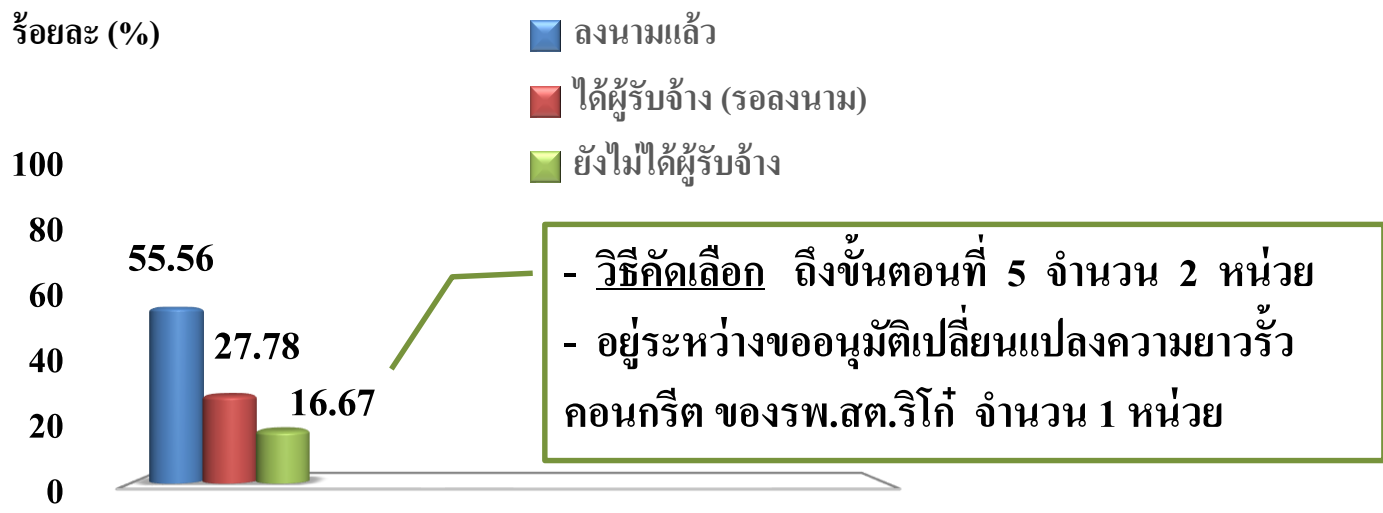 ร้อยละ (%)
ลงนามแล้ว
ได้ผู้รับจ้าง (รอลงนาม)
ยังไม่ได้ผู้รับจ้าง
100
80
60
40
20
0
55.56
27.78
16.67
- วิธีคัดเลือก ถึงขั้นตอนที่ 5 จำนวน 2 หน่วย
- อยู่ระหว่างขออนุมัติเปลี่ยนแปลงความยาวรั้ว
คอนกรีต ของรพ.สต.ริโก๋ จำนวน 1 หน่วย